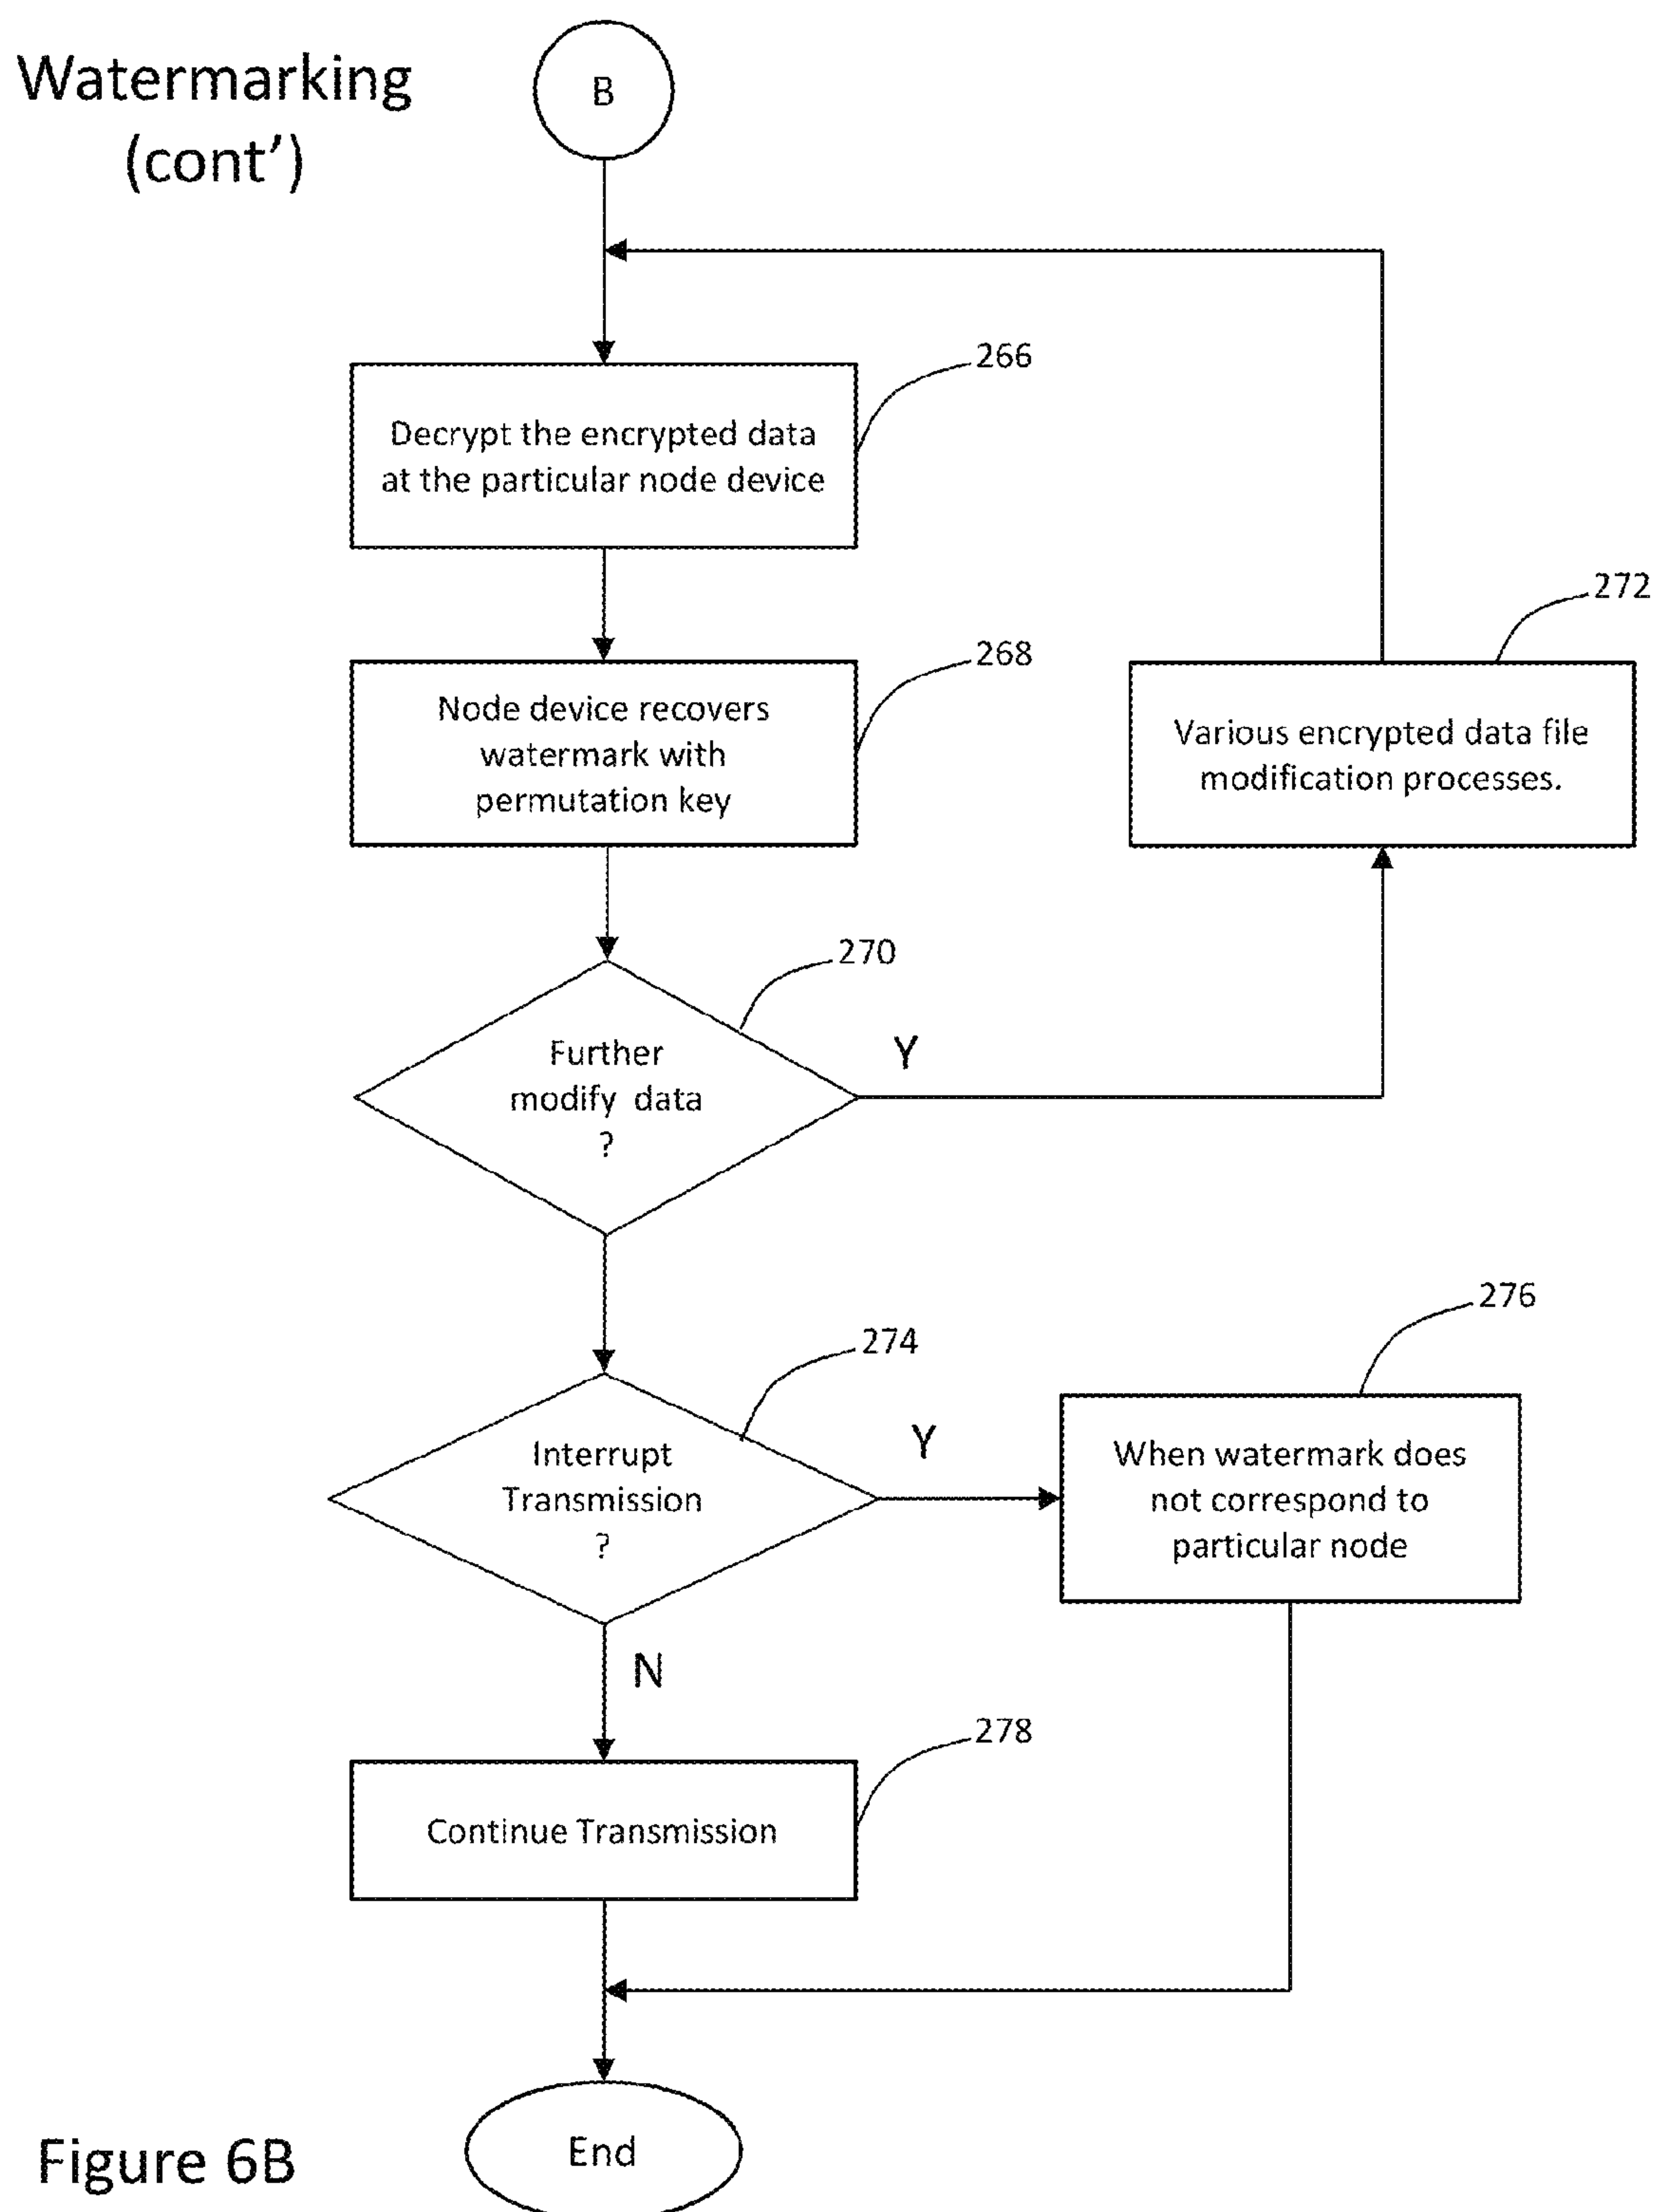 Watermarking
(cont’)
B
266
Decrypt the encrypted data
at the particular node device
272
268
Node device recovers
watermark with
permutation key
Various encrypted data file
modification processes.
270
Further
modify data
?
Y
276
274
Interrupt
Transmission
?
Y
When watermark does
not correspond to
particular node
N
278
Continue Transmission
End
Figure 6B